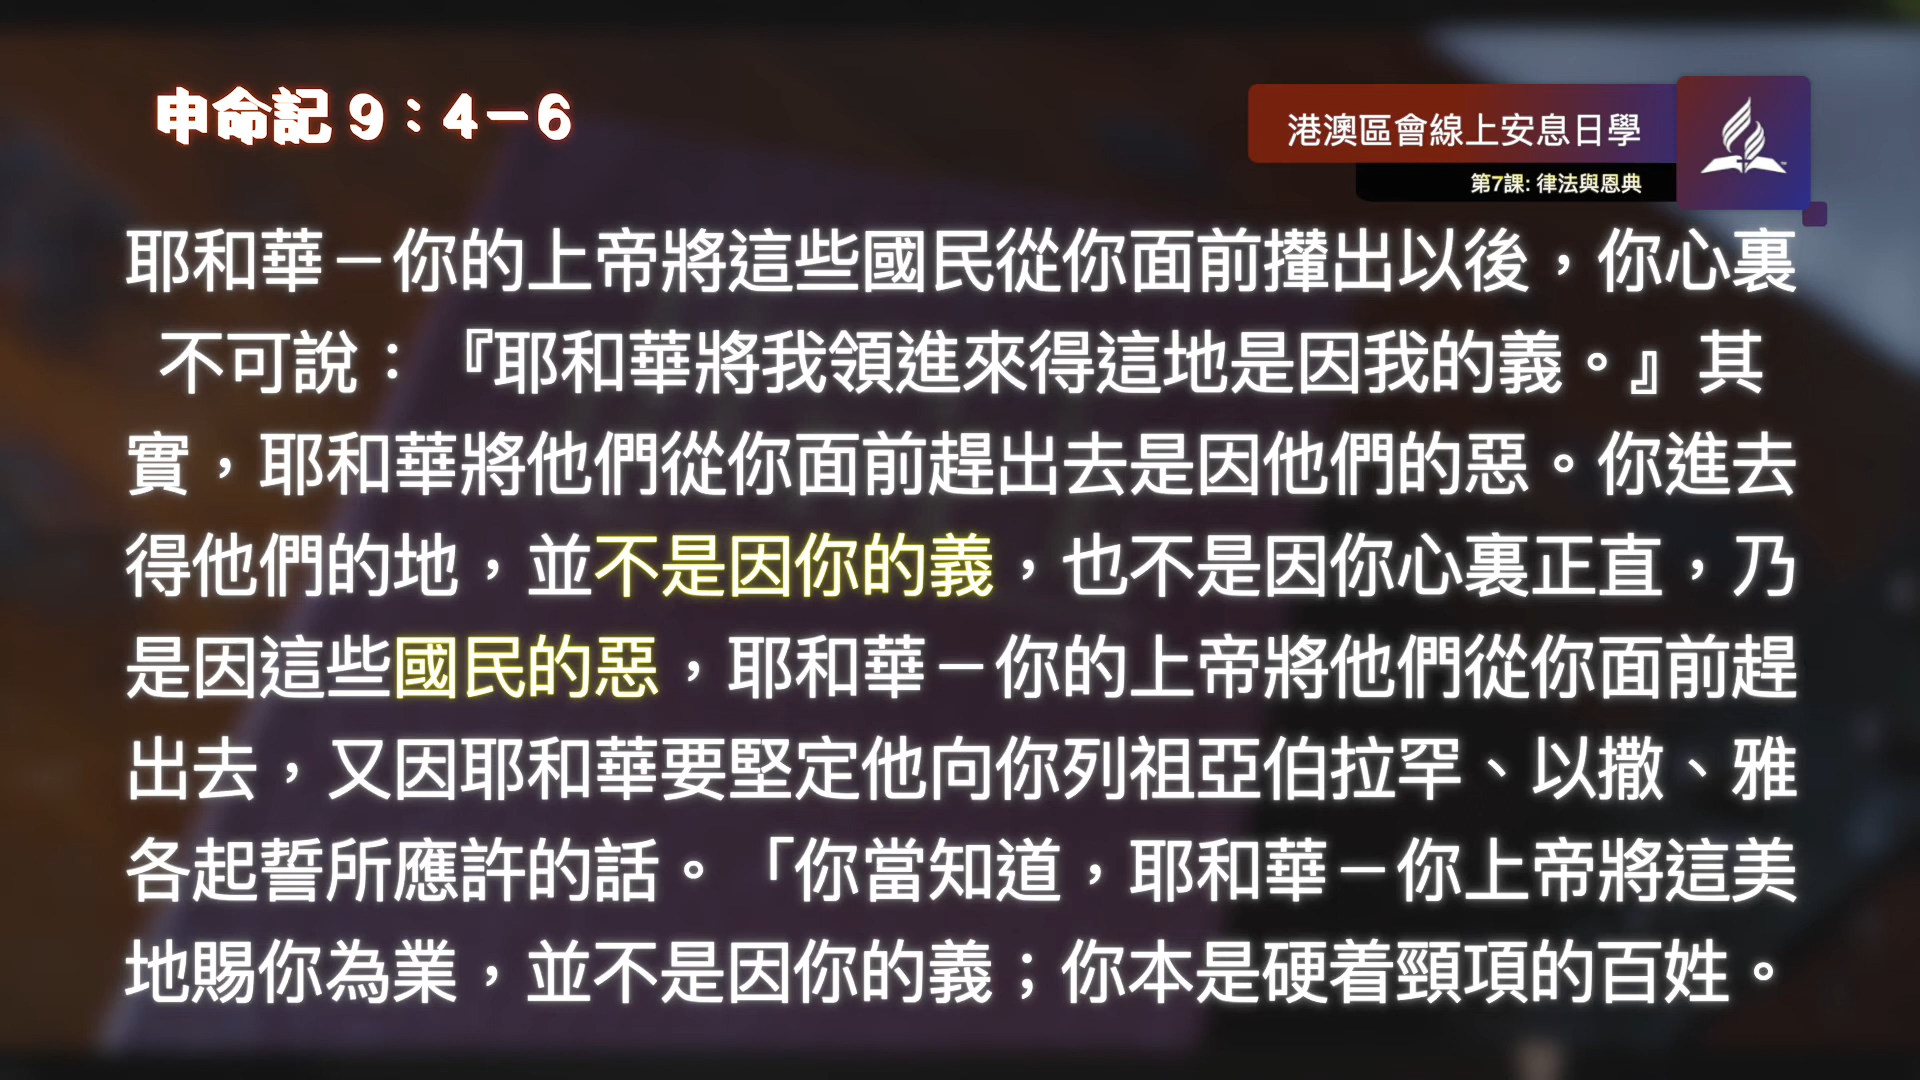 申命記 9：4－6
港澳區會線上安息日學
第7課: 律法與恩典
耶和華－你的上帝將這些國民從你面前攆出以後，你心裏
不可說：『耶和華將我領進來得這地是因我的義。』其
實，耶和華將他們從你面前趕出去是因他們的惡。你進去
得他們的地，並不是因你的義，也不是因你心裏正直，乃
是因這些國民的惡，耶和華－你的上帝將他們從你面前趕
出去，又因耶和華要堅定他向你列祖亞伯拉罕、以撒、雅
各起誓所應許的話。「你當知道，耶和華－你上帝將這美
地賜你為業，並不是因你的義；你本是硬着頸項的百姓。